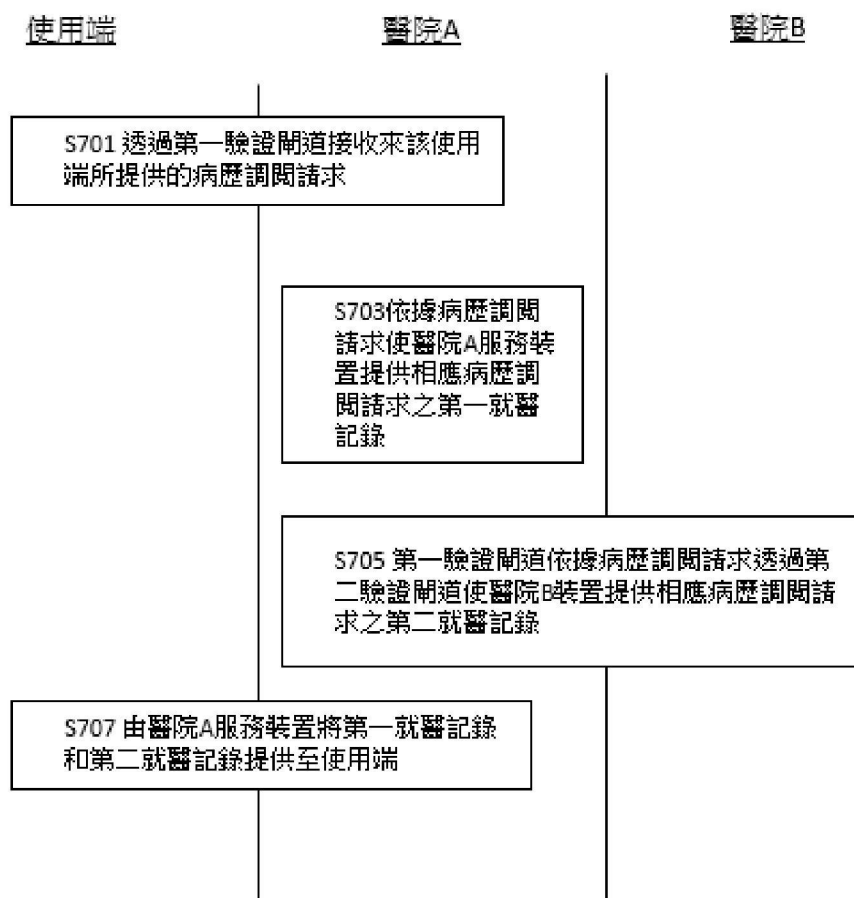 使用端
醫院A
醫院B
S701 透過第一驗證閘道接收來該使用
端所提供的病歷調閱請求
S703依據病歷調閱
請求使醫院A服務裝
置提供相應病歷調
閱請求之第一就醫
記錄
S705 第一驗證閘道依據病歷調閱請求透過第
二驗證閘道使醫院B裝置提供相應病歷調閱請
求之第二就醫記錄
S707 由醫院A服務裝置將第一就醫記錄
和第二就醫記錄提供至使用端